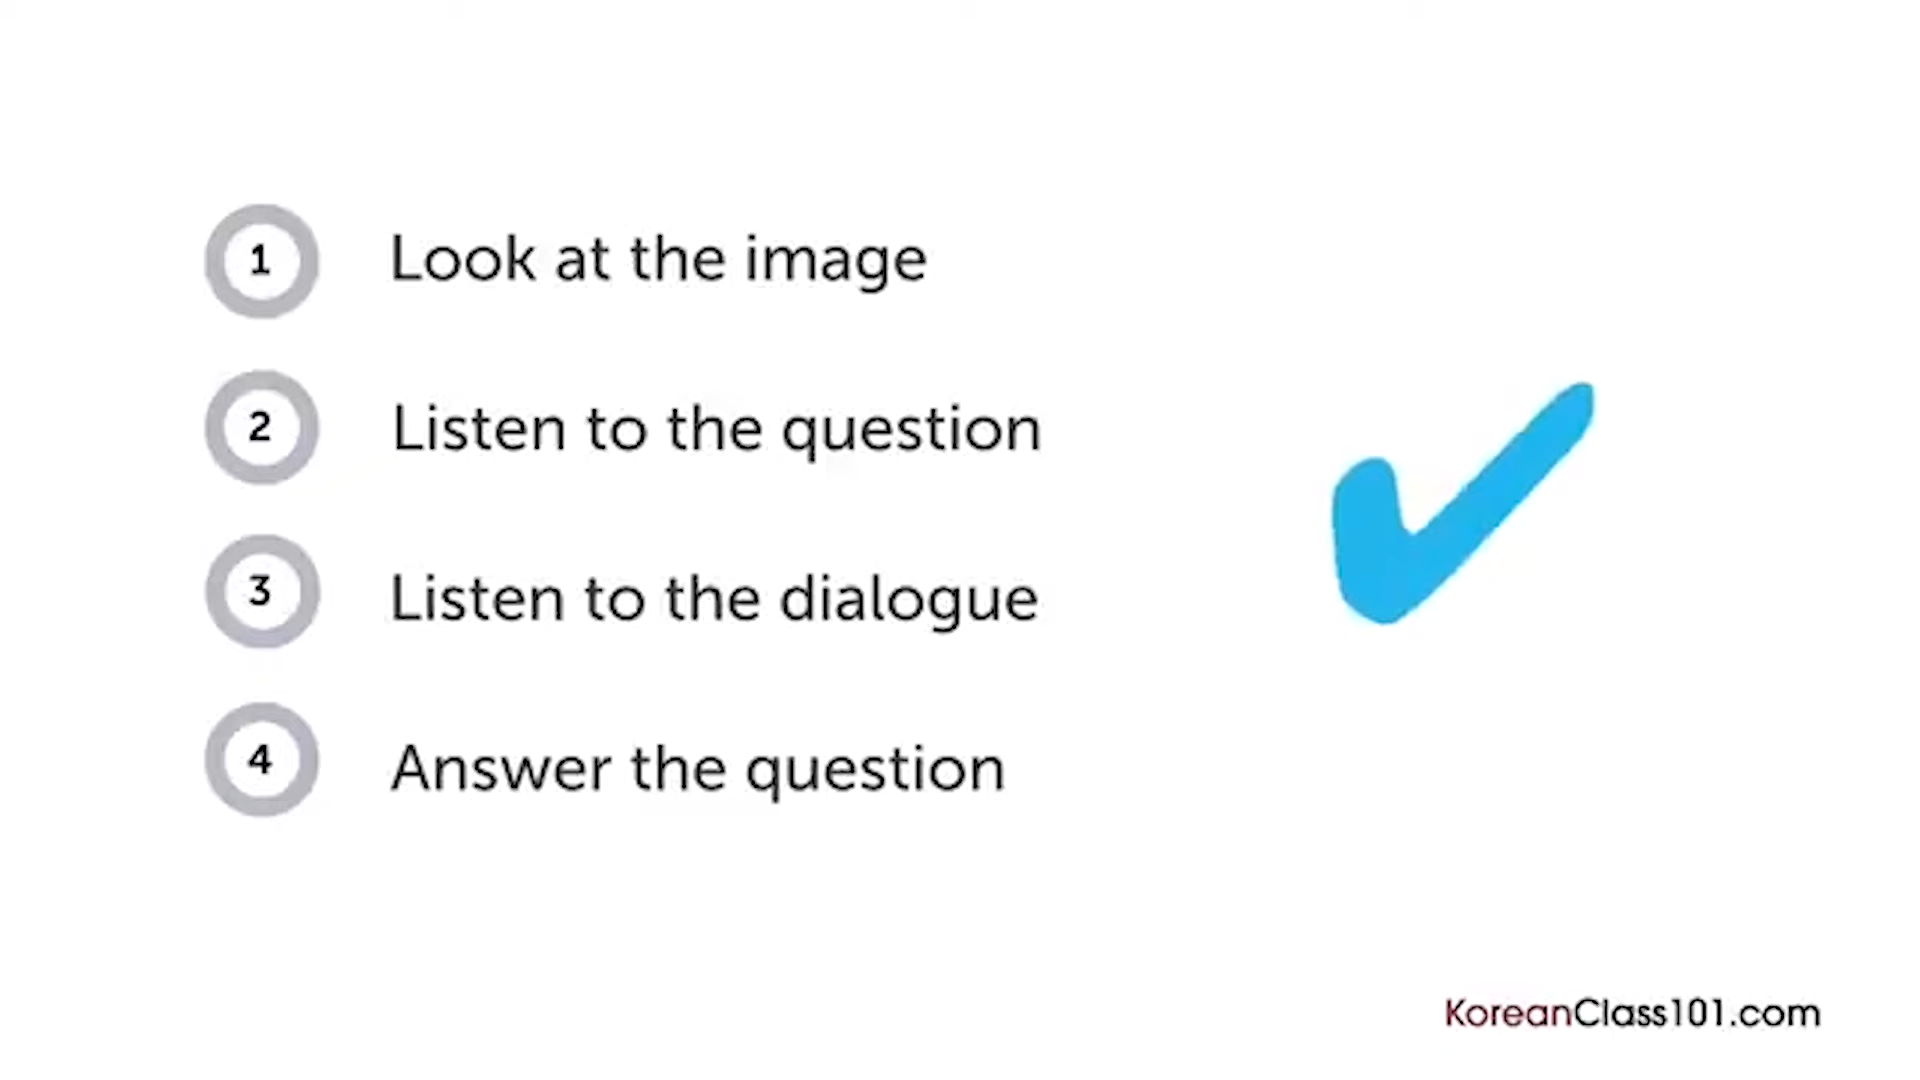 1 Look at the image
2 Listen to the question
3 Listen to the dialogue
4 Answer the question
KoreanClass101.com